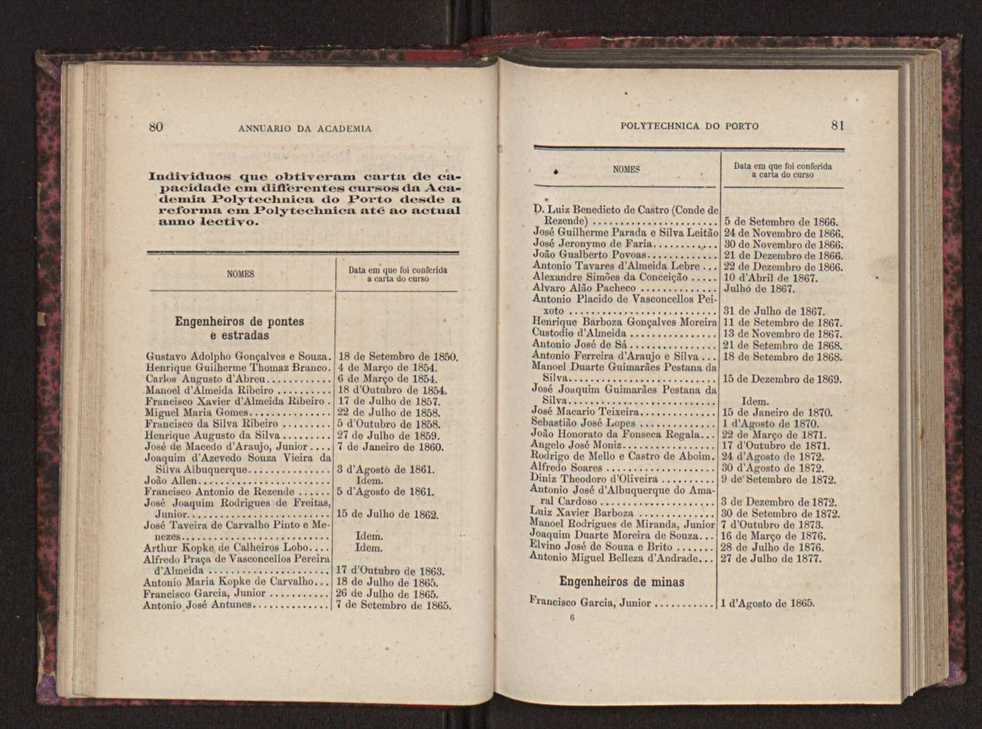 80 ANNUARIO DA ACADEMIA
Individuos que obtiveram carta de ca-
pacidade em differentes cursos da Aca-
demia Polytechnica do Porto desde a
reforma em Polytechnica até ao actual
anno lectivo.
NOMES
Data em que foi conferida
a carta do curso
Engenheiros de pontes
e estradas
Gustavo Adolpho Gonçalves e Souza. 18 de Setembro de 1850.
Henrique Guilherme Thomaz Branco. 4 de Março de 1854.
Carlos Augusto d'Abreu............ 6 de Março de 1854.
Manoel d'Almeida Ribeiro .......... 18 d'Outubro de 1854.
Francisco Xavier d'Almeida Ribeiro . 17 de Julho de 1857.
Miguel Maria Gomes.............. 22 de Julho de 1858.
Francisco da Silva Ribeiro ......... 5 d'Outubro de 1858.
Henrique Augusto da Silva......... 27 de Julho de 1859.
José de Macedo d'Araujo, Junior .... 7 de Janeiro de 1860.
Joaquim d'Azevedo Souza Vieira da
Silva Albuquerque............... 3 d'Agosto de 1861.
João Allen....................... Idem.
Francisco Antonio de Rezende ...... 5 d'Agosto de 1861.
José Joaquim Rodrigues de Freitas,
Junior.......................... 15 de Julho de 1862.
José Taveira de Carvalho Pinto e Me-
nezes........................... Idem.
Arthur Kopke de Calheiros Lobo.... Idem.
Alfredo Praça de Vasconcellos Pereira
d'Almeida ...................... 17 d'Outubro de 1863.
Antonio Maria Kopke de Carvalho... 18 de Julho de 1865.
Francisco Garcia, Junior ........... 26 de Julho de 1865.
Antonio José Antunes.............. 7 de Setembro de 1865.
POLYTECHNICA DO PORTO 81
NOMES
Data em que foi conferida
a carta do curso
D. Luiz Benedicto de Castro (Conde de
Rezende) ....................... 5 de Setembro de 1866.
José Guilherme Parada e Silva Leitão 24 de Novembro de 1866.
José Jeronymo de Faria............ 30 de Novembro de 1866.
João Gualberto Povoas............. 21 de Dezembro de 1866.
Antonio Tavares d'Almeida Lebre ... 22 de Dezembro de 1866.
Alexandre Simões da Conceição ..... 10 d'Abril de 1867.
Alvaro Alão Pacheco .............. Julho de 1867.
Antonio Placido de Vasconcellos Pei-
xoto ........................... 31 de Julho de 1867.
Henrique Barboza Gonçalves Moreira 11 de Setembro de 1867.
Custodio d'Almeida ............... 13 de Novembro de 1867.
Antonio José de Sá................ 21 de Setembro de 1868.
Antonio Ferreira d'Araujo e Silva ... 18 de Setembro de 1868.
Manoel Duarte Guimarães Pestana da
Silva........................... 15 de Dezembro de 1869.
José Joaquim Guimarães Pestana da
Silva........................... Idem.
José Macario Teixeira............. 15 de Janeiro de 1870.
Sebastião José Lopes .............. 1 d'Agosto de 1870.
João Honorato da Fonseca Regala... 22 de Março de 1871.
Angelo José Moniz................ 17 d'Outubro de 1871.
Rodrigo de Mello e Castro de Aboim. 24 d'Agosto de 1872.
Alfredo Soares ................... 30 d'Agosto de 1872.
Diniz Theodoro d'Oliveira .......... 9 de Setembro de 1872.
Antonio José d'Albuquerque do Ama-
ral Cardoso ..................... 3 de Dezembro de 1872.
Luiz Xavier Barboza .............. 30 de Setembro de 1872.
Manoel Rodrigues de Miranda, Junior 7 d'Outubro de 1873.
Joaquim Duarte Moreira de Souza... 16 de Março de 1876.
Elvino José de Souza e Brito ....... 28 de Julho de 1876.
Antonio Miguel Belleza d'Andrade... 27 de Julho de 1877.
Engenheiros de minas
Francisco Garcia, Junior ........... 1 d'Agosto de 1865.
6